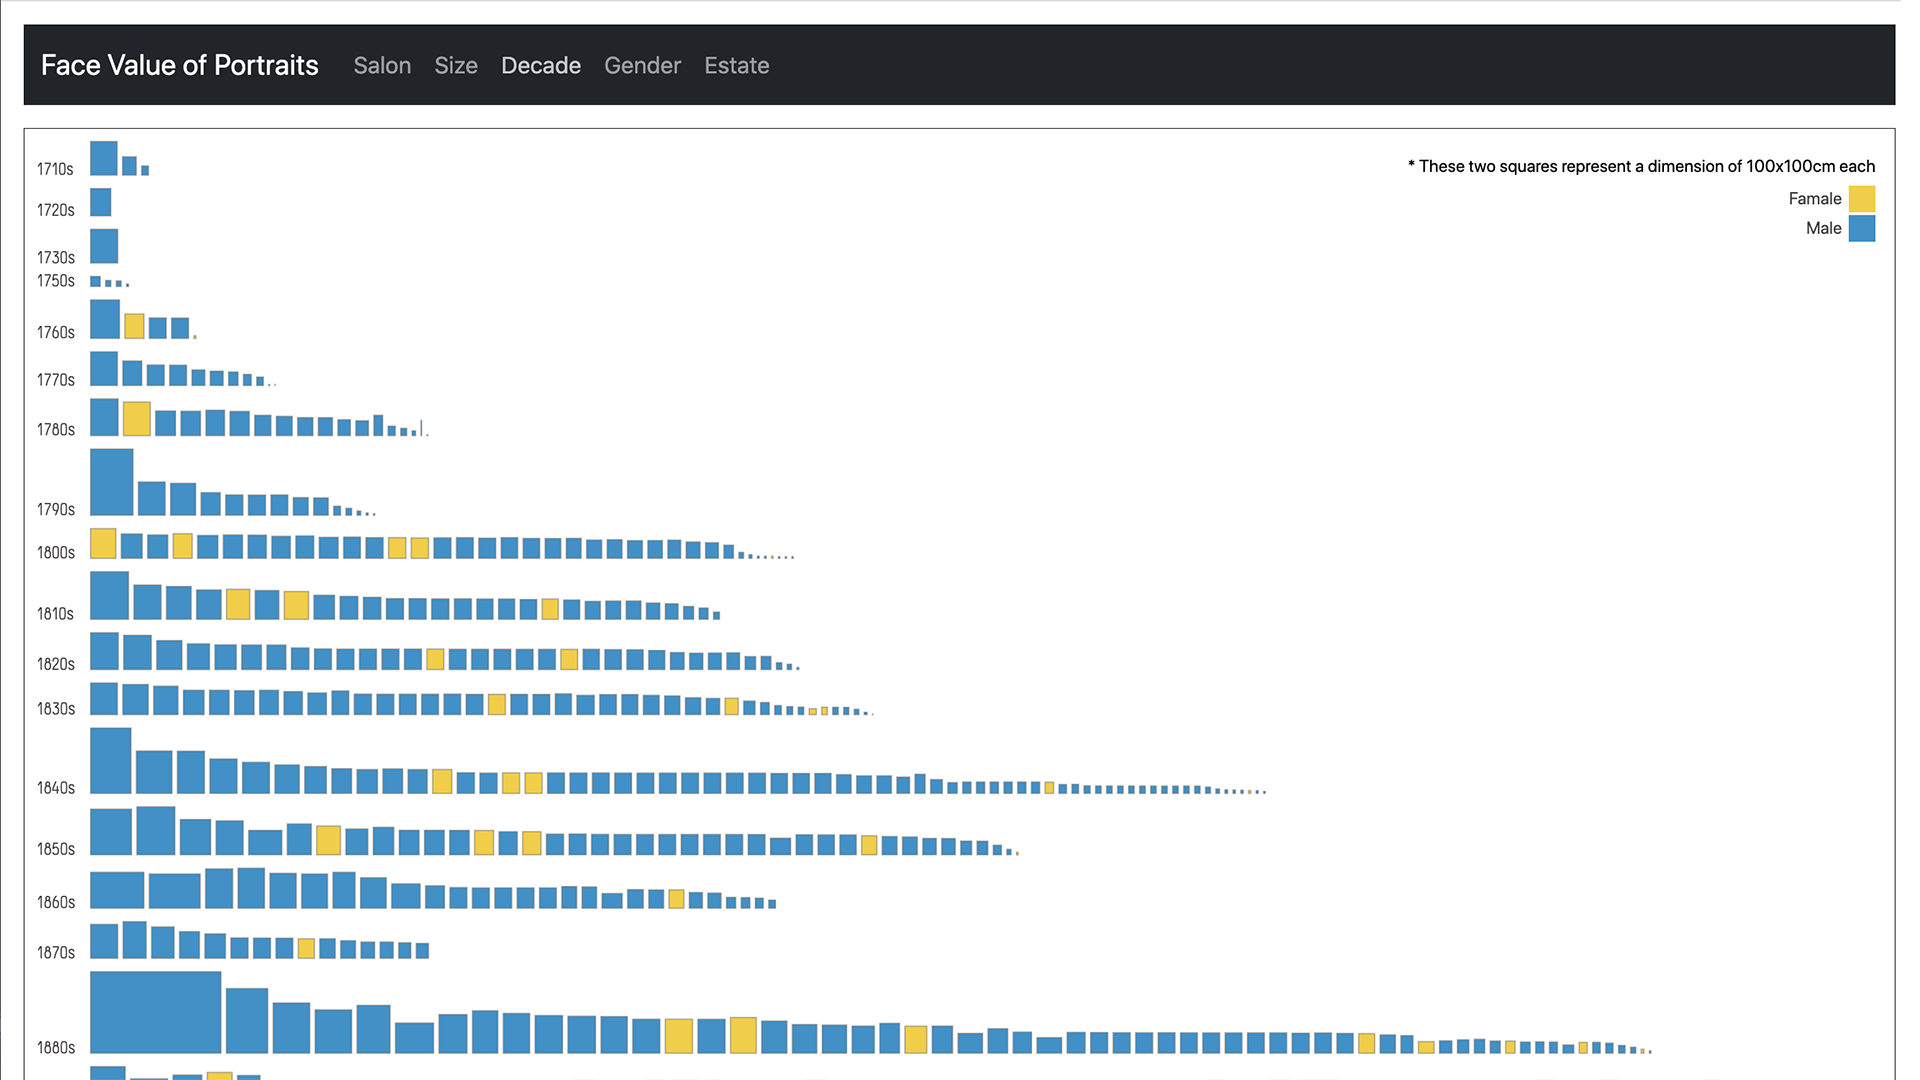 Face Value of Portraits Salon Size Decade Gender Estate
* These two squares represent a dimension of 100x100cm each
Famale
Male
1710s
1720s
1730s
1750s
1760s
1770s
1780s
1790s
1800s
1810s
1820s
1830s
1840s
1850s
1860s
1870s
1880s